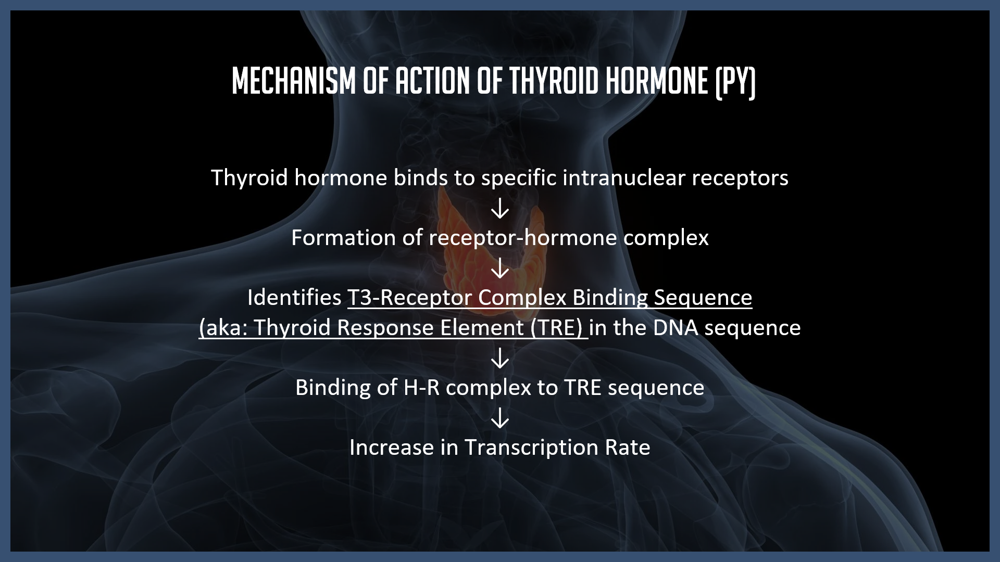 MECHANISM OF ACTION OF THYROID HORMONE (PY)
Thyroid hormone binds to specific intranuclear receptors
↓
Formation of receptor-hormone complex
↓
Identifies T3-Receptor Complex Binding Sequence
(aka: Thyroid Response Element (TRE) in the DNA sequence
↓
Binding of H-R complex to TRE sequence
↓
Increase in Transcription Rate